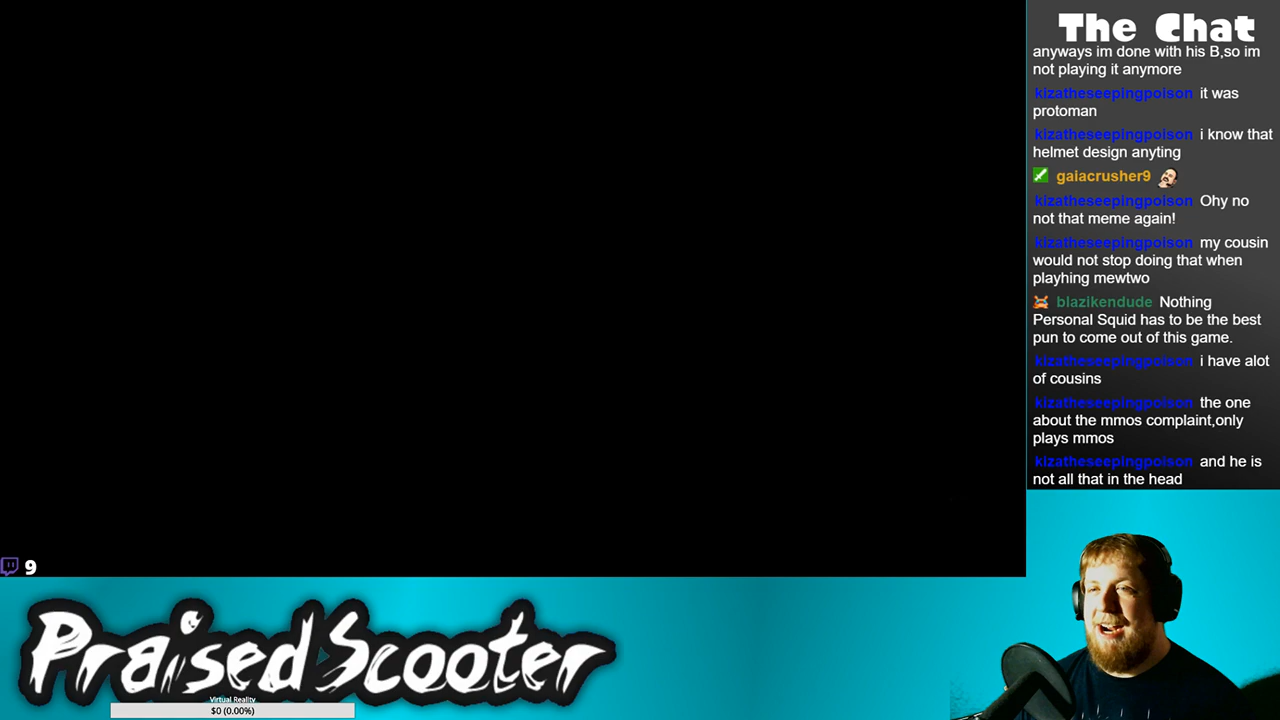 The Chat
anyways im done with his B,so im
not playing it anymore
kizatheseepingpoison it was
protoman
kizatheseepingpoison i know that
helmet design anyting
gaiacrusher9
kizatheseepingpoison Ohy no
not that meme again!
kizatheseepingpoison my cousin
would not stop doing that when
playhing mewtwo
blazikendude Nothing
Personal Squid has to be the best
pun to come out of this game.
kizatheseepingpoison i have alot
of cousins
kizatheseepingpoison the one
about the mmos complaint,only
plays mmos
kizatheseepingpoison and he is
not all that in the head
9
PraisedScooter
Virtual Reality
$0 (0.00%)